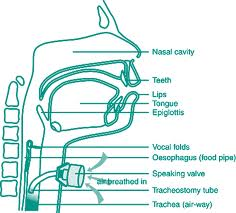 Nasal cavity
Teeth
Lips
Tongue
Epiglottis
Vocal folds
Oesophagus (food pipe)
Speaking valve
air breathed in
Tracheostomy tube
Trachea (air-way)